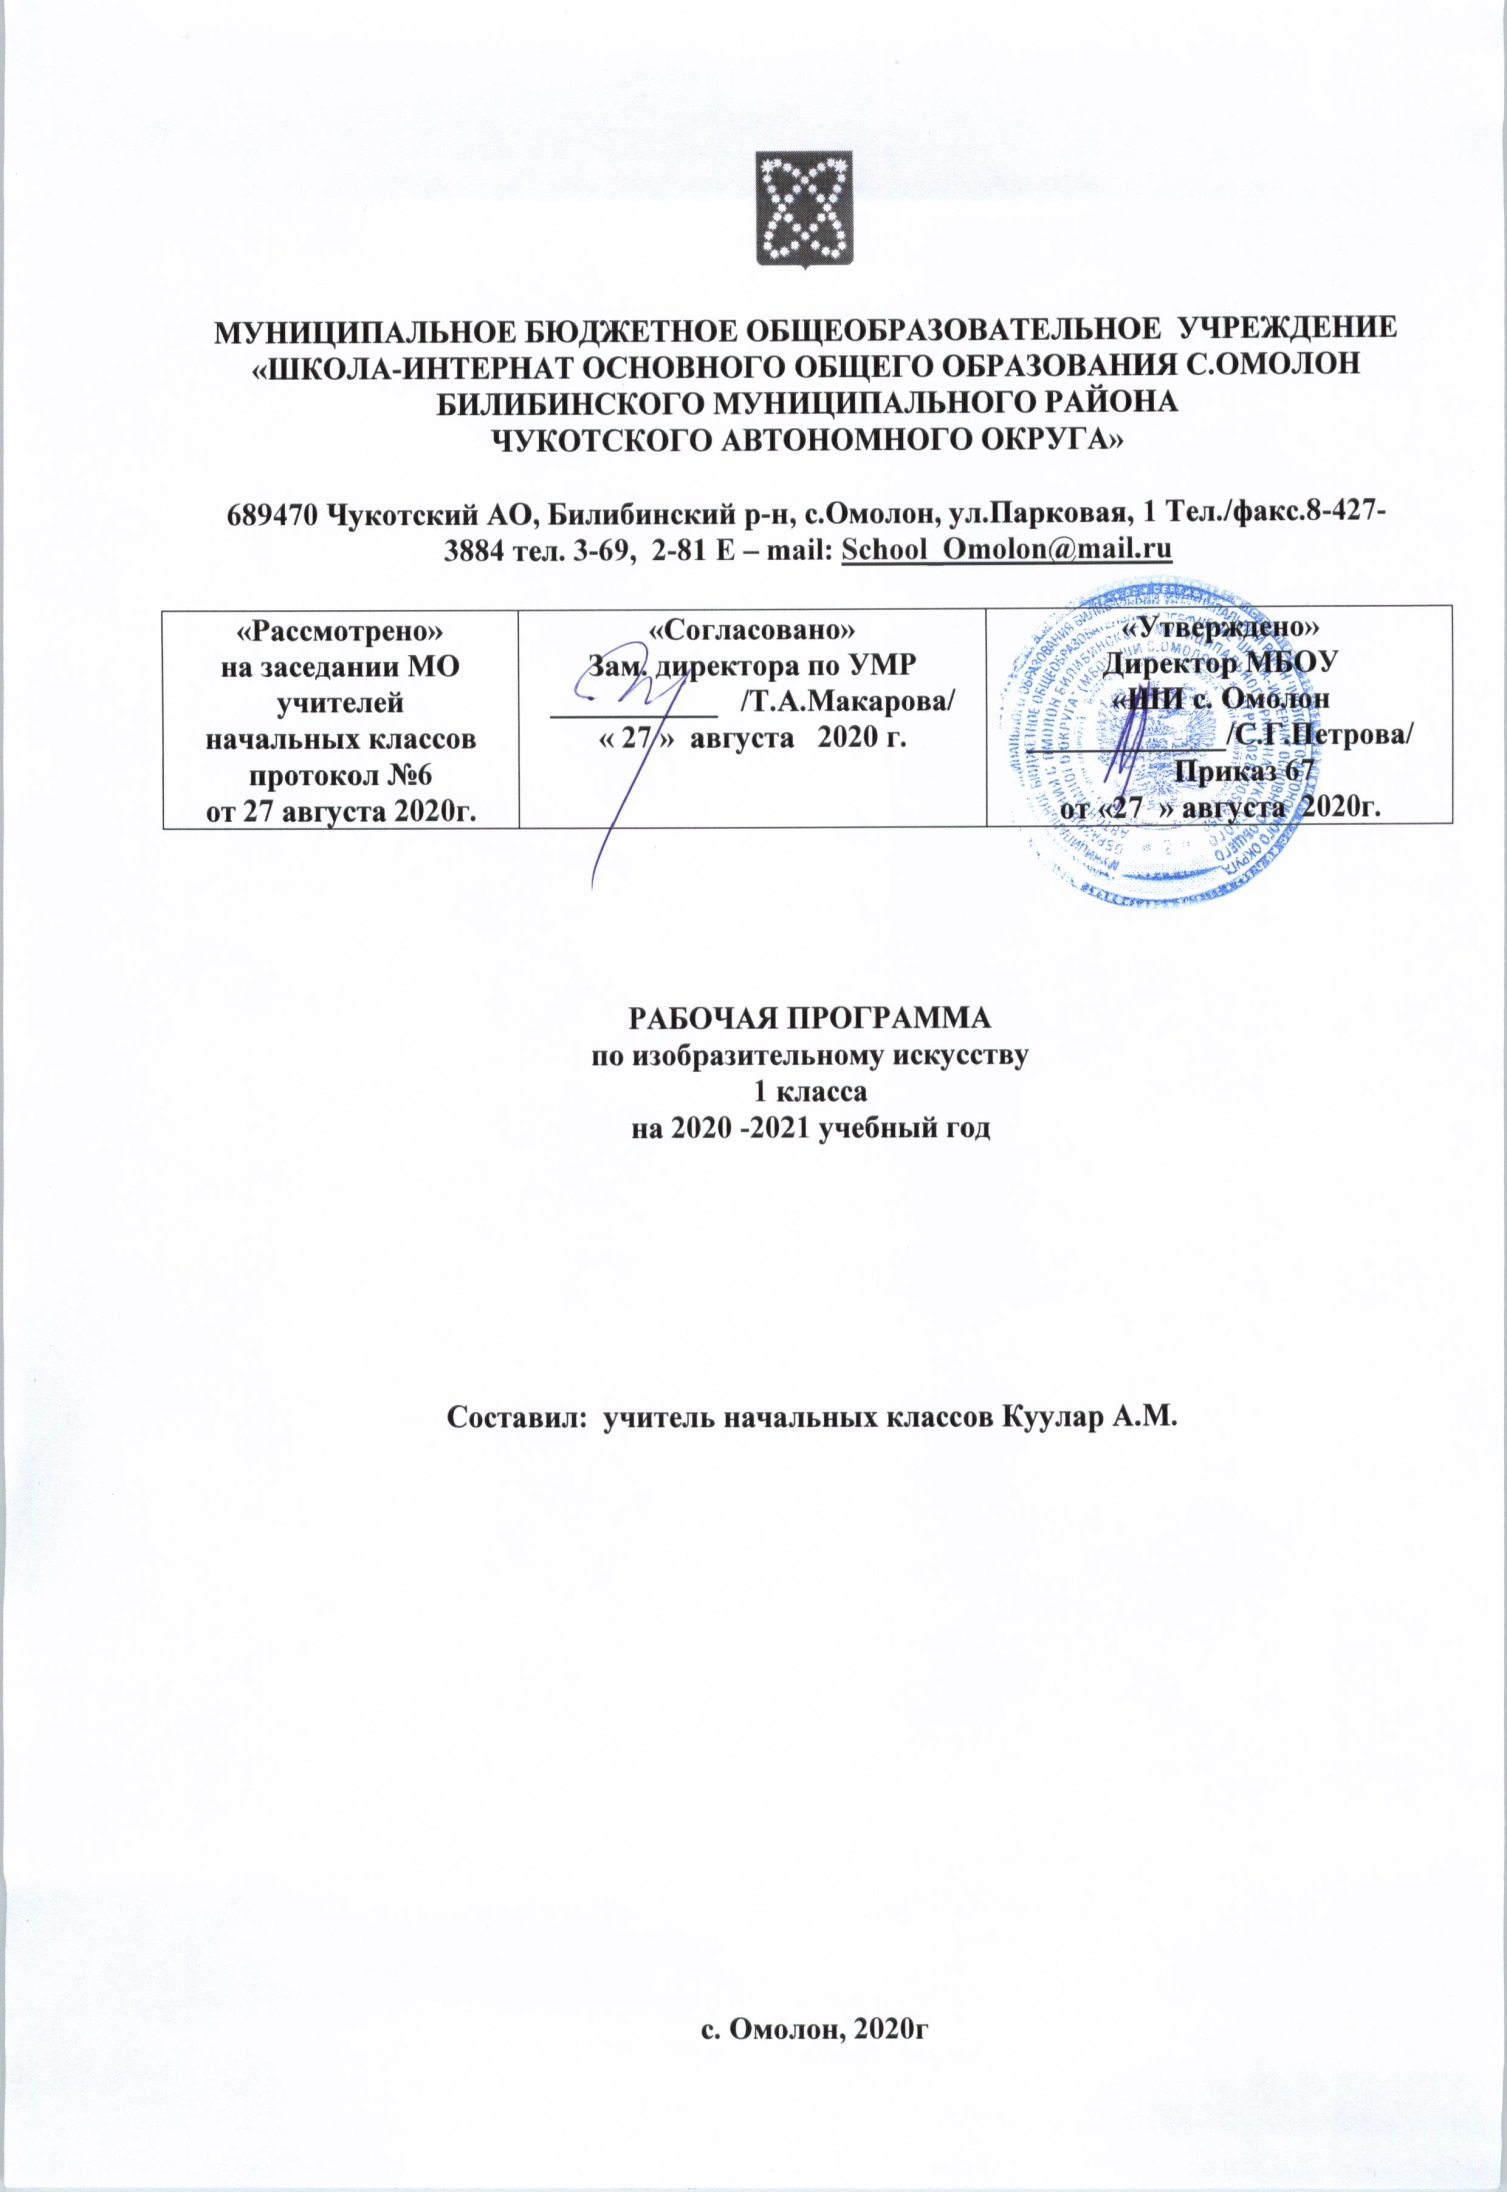 МУНИЦИПАЛЬНОЕ БЮДЖЕТНОЕ ОБЩЕОБРАЗОВАТЕЛЬНОЕ  УЧРЕЖДЕНИЕ
«ШКОЛА-ИНТЕРНАТ ОСНОВНОГО ОБЩЕГО ОБРАЗОВАНИЯ С.ОМОЛОН
БИЛИБИНСКОГО МУНИЦИПАЛЬНОГО РАЙОНА
ЧУКОТСКОГО АВТОНОМНОГО ОКРУГА»
689470 Чукотский АО, Билибинский р-н, с.Омолон, ул.Парковая, 1 Тел./факс.8-427-
3884 тел. 3-69,  2-81 E – mail: School_Omolon@mail.ru
«Рассмотрено»
на заседании МО
учителей
начальных классов
протокол №6
от 27 августа 2020г.
«Согласовано»
Зам. директора по УМР
____________ /Т.А.Макарова/
« 27 »  августа   2020 г.
«Утверждено»
Директор МБОУ
«ШИ с. Омолон
______________/С.Г.Петрова/
Приказ 67
от «27  » августа  2020г.
РАБОЧАЯ ПРОГРАММА
по изобразительному искусству
1 класса
на 2020 -2021 учебный год
Составил:  учитель начальных классов Куулар А.М.
с. Омолон, 2020г